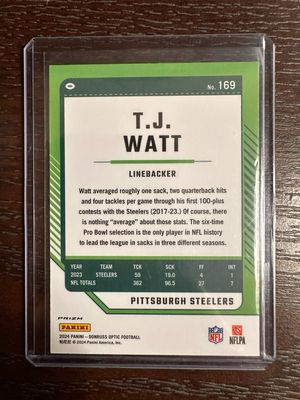 No. 169
T.J.
WATT
LINEBACKER
Watt averaged roughly one sack, two quarterback hits
and four tackles per game through his first 100-plus
contests with the Steelers (2017-23.) Of course, there
is nothing “average” about those stats. The six-time
Pro Bowl selection is the only player in NFL history
to lead the league in sacks in three different seasons.
YEAR TEAM TCK SCK FF INT
2023 STEELERS 59 19.0 4 1
NFL TOTALS 362 96.5 27 7
PITTSBURGH STEELERS
PRIZM
PANINI
2024 PANINI - DONRUSS OPTIC FOOTBALL
© 2024 Panini America, Inc.
NFL
NFLPA